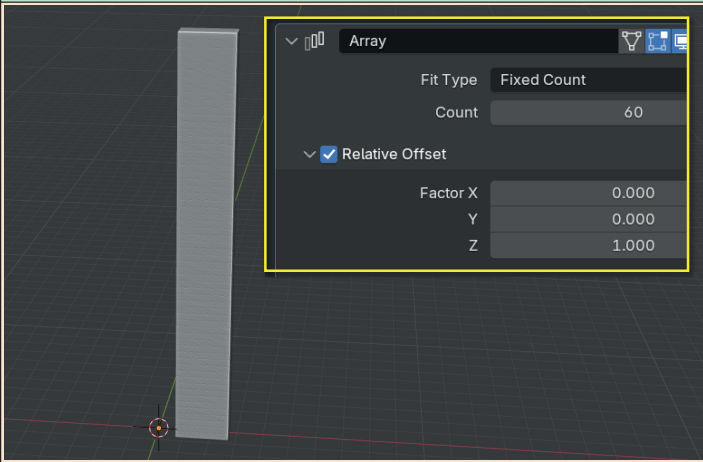 Array
Fit Type Fixed Count
Count 60
Relative Offset
Factor X 0.000
Y 0.000
Z 1.000